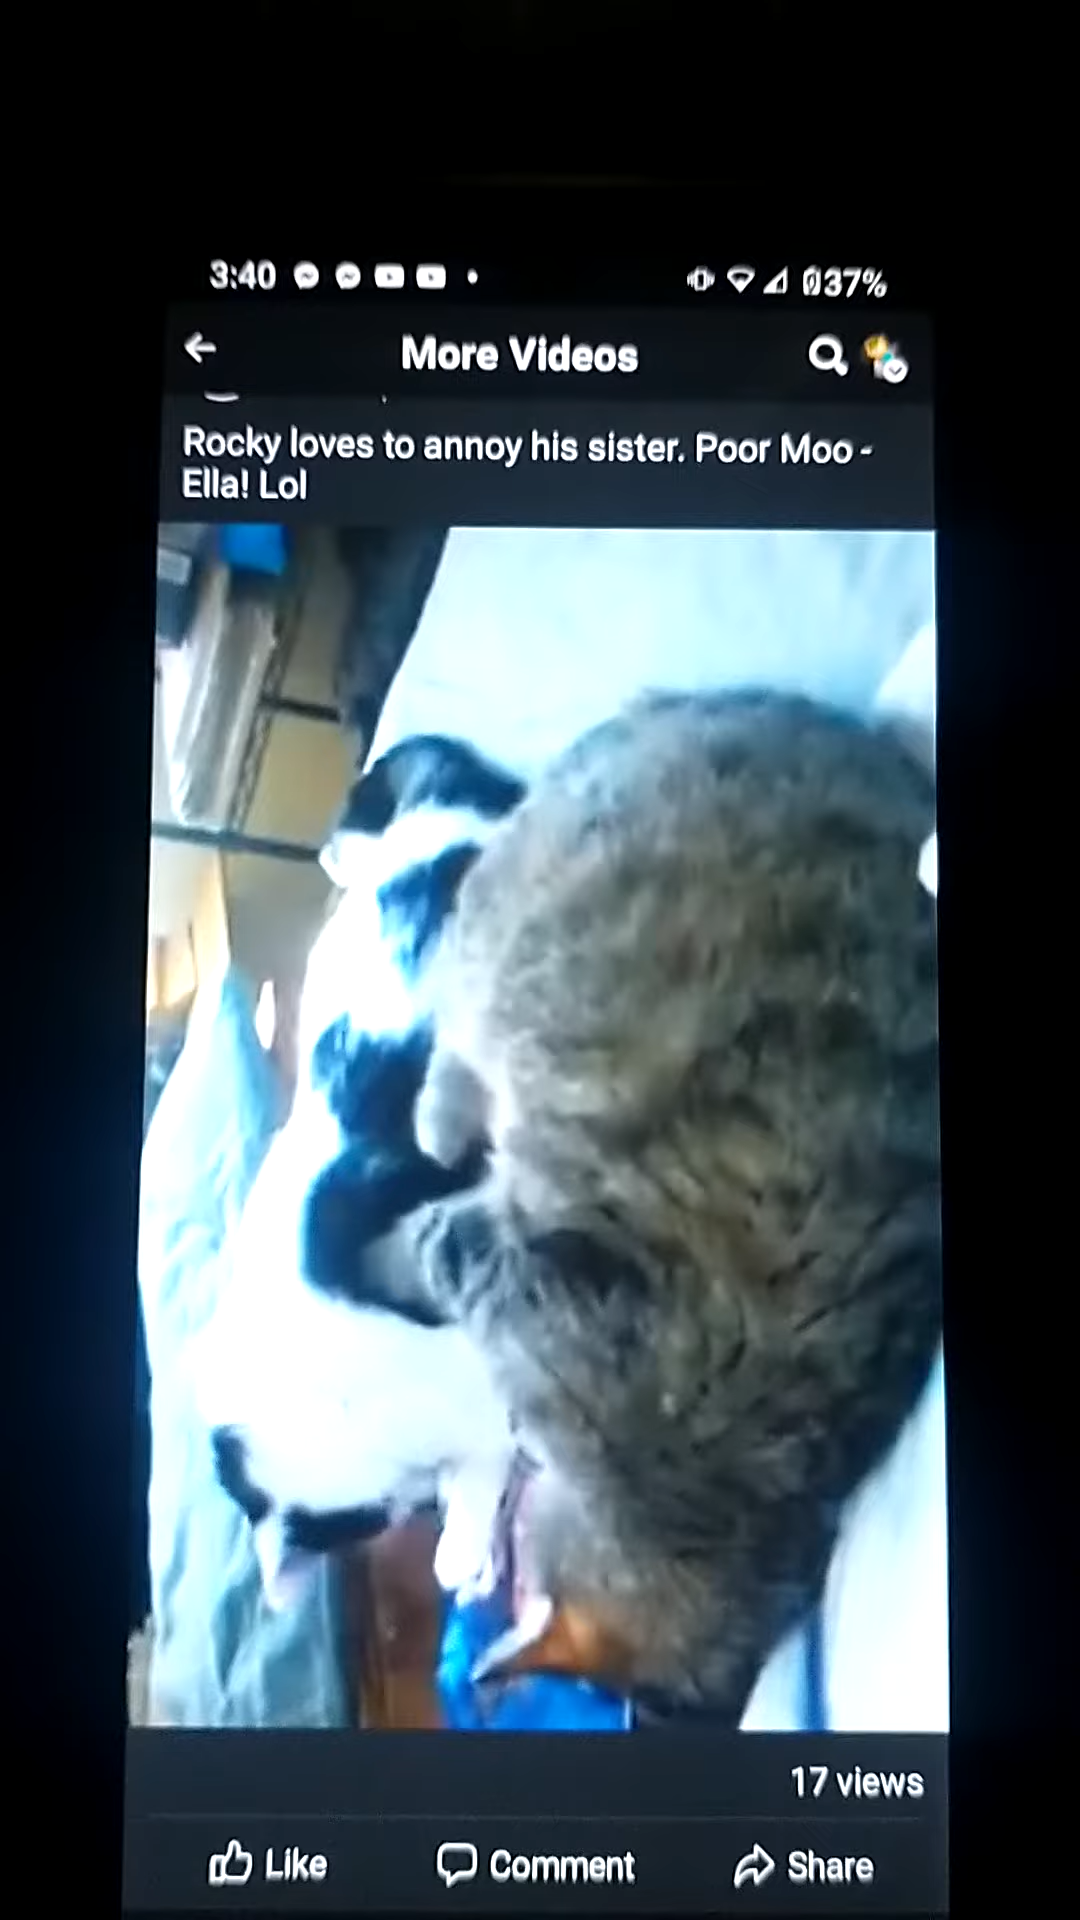 3:40 37%
More Videos
Rocky loves to annoy his sister. Poor Moo -
Ella! Lol
17 views
Like Comment Share